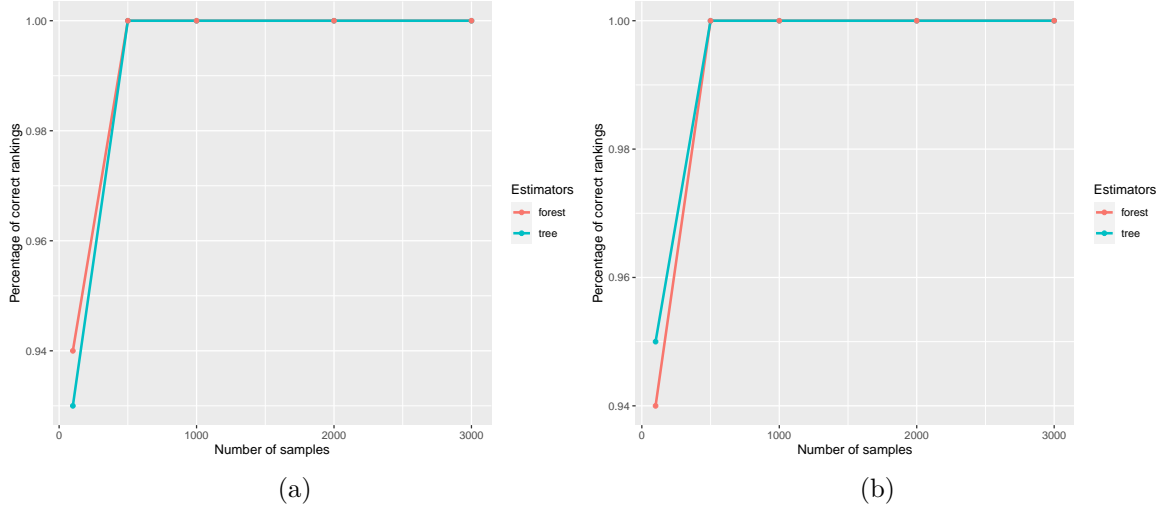 1.00
0.98
0.96
0.94
Percentage of correct rankings
0
1000
2000
3000
Number of samples
Estimators
forest
tree
(a)
1.00
0.98
0.96
0.94
Percentage of correct rankings
0
1000
2000
3000
Number of samples
Estimators
forest
tree
(b)